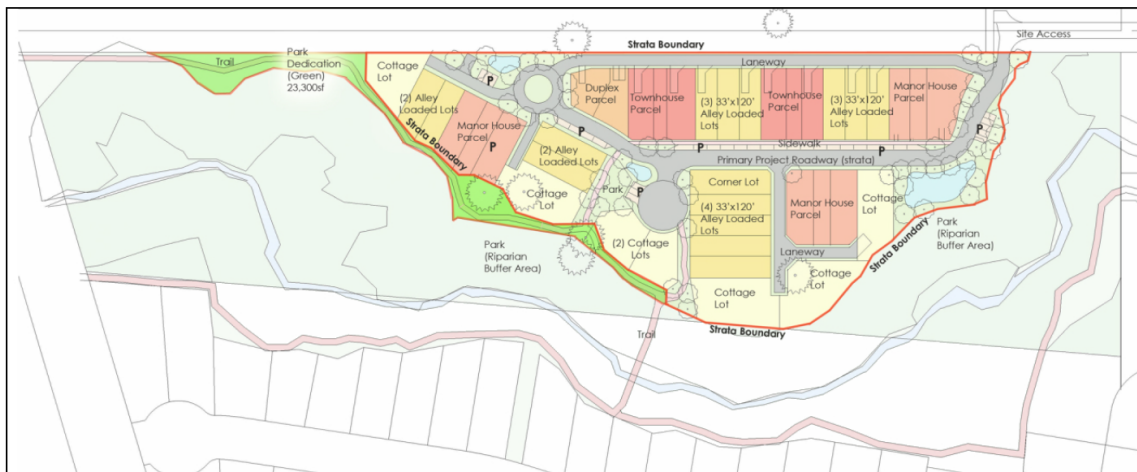 Strata Boundary
Site Access
Trail
Park
Dedication
(Green)
23,300sf
Cottage
Lot
P
Laneway
(2) Alley
Loaded Lots
Duplex
Parcel
Townhouse
Parcel
(3) 33'x120'
Alley Loaded
Lots
Townhouse
Parcel
(3) 33'x120'
Alley Loaded
Lots
Manor House
Parcel
Strata Boundary
Manor House
Parcel
P
P
(2) Alley
Loaded Lots
P
Sidewalk
P
P
Primary Project Roadway (strata)
Cottage
Lot
Park
P
Corner Lot
(4) 33'x120'
Alley Loaded
Lots
Manor House
Parcel
Cottage
Lot
Park
(Riparian
Buffer Area)
Park
(Riparian
Buffer Area)
(2) Cottage
Lots
Laneway
Strata Boundary
Cottage
Lot
Cottage
Lot
Trail
Strata Boundary